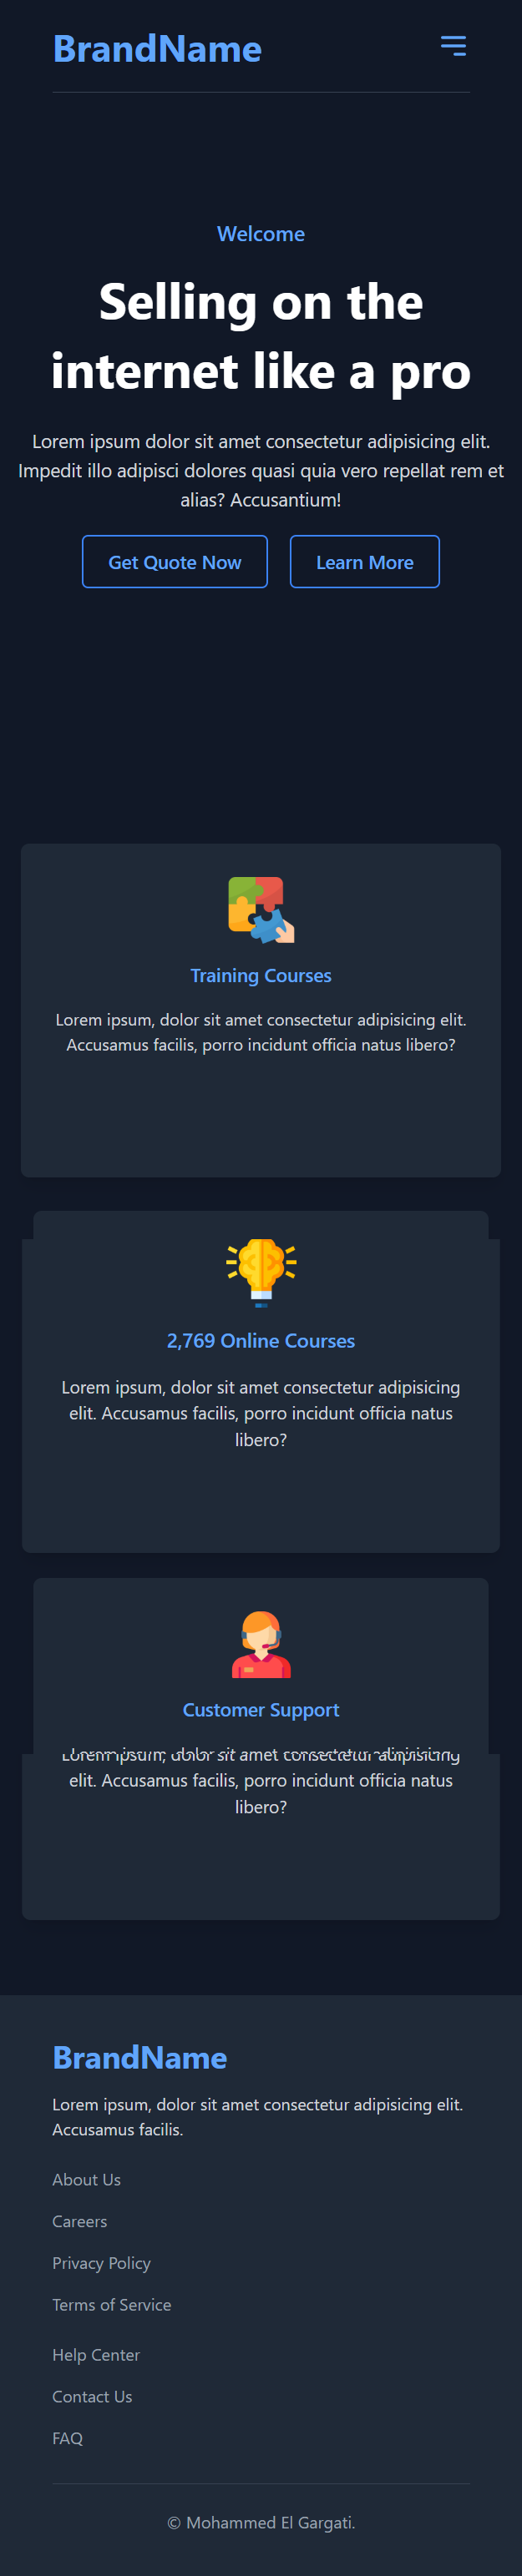 BrandName
Welcome
Selling on the
internet like a pro
Lorem ipsum dolor sit amet consectetur adipisicing elit.
Impedit illo adipisci dolores quasi quia vero repellat rem et
alias? Accusantium!
Get Quote Now
Learn More
Training Courses
Lorem ipsum, dolor sit amet consectetur adipisicing elit.
Accusamus facilis, porro incidunt officia natus libero?
2,769 Online Courses
Lorem ipsum, dolor sit amet consectetur adipisicing
elit. Accusamus facilis, porro incidunt officia natus
libero?
Customer Support
Lorem ipsum, dolor sit amet consectetur adipisicing
elit. Accusamus facilis, porro incidunt officia natus
libero?
BrandName
Lorem ipsum, dolor sit amet consectetur adipisicing elit.
Accusamus facilis.
About Us
Careers
Privacy Policy
Terms of Service
Help Center
Contact Us
FAQ
© Mohammed El Gargati.